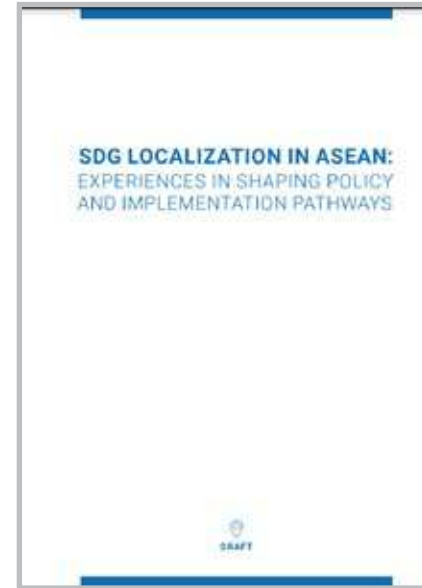 SDG LOCALIZATION IN ASEAN:
EXPERIENCES IN SHAPING POLICY
AND IMPLEMENTATION PATHWAYS
DRAFT